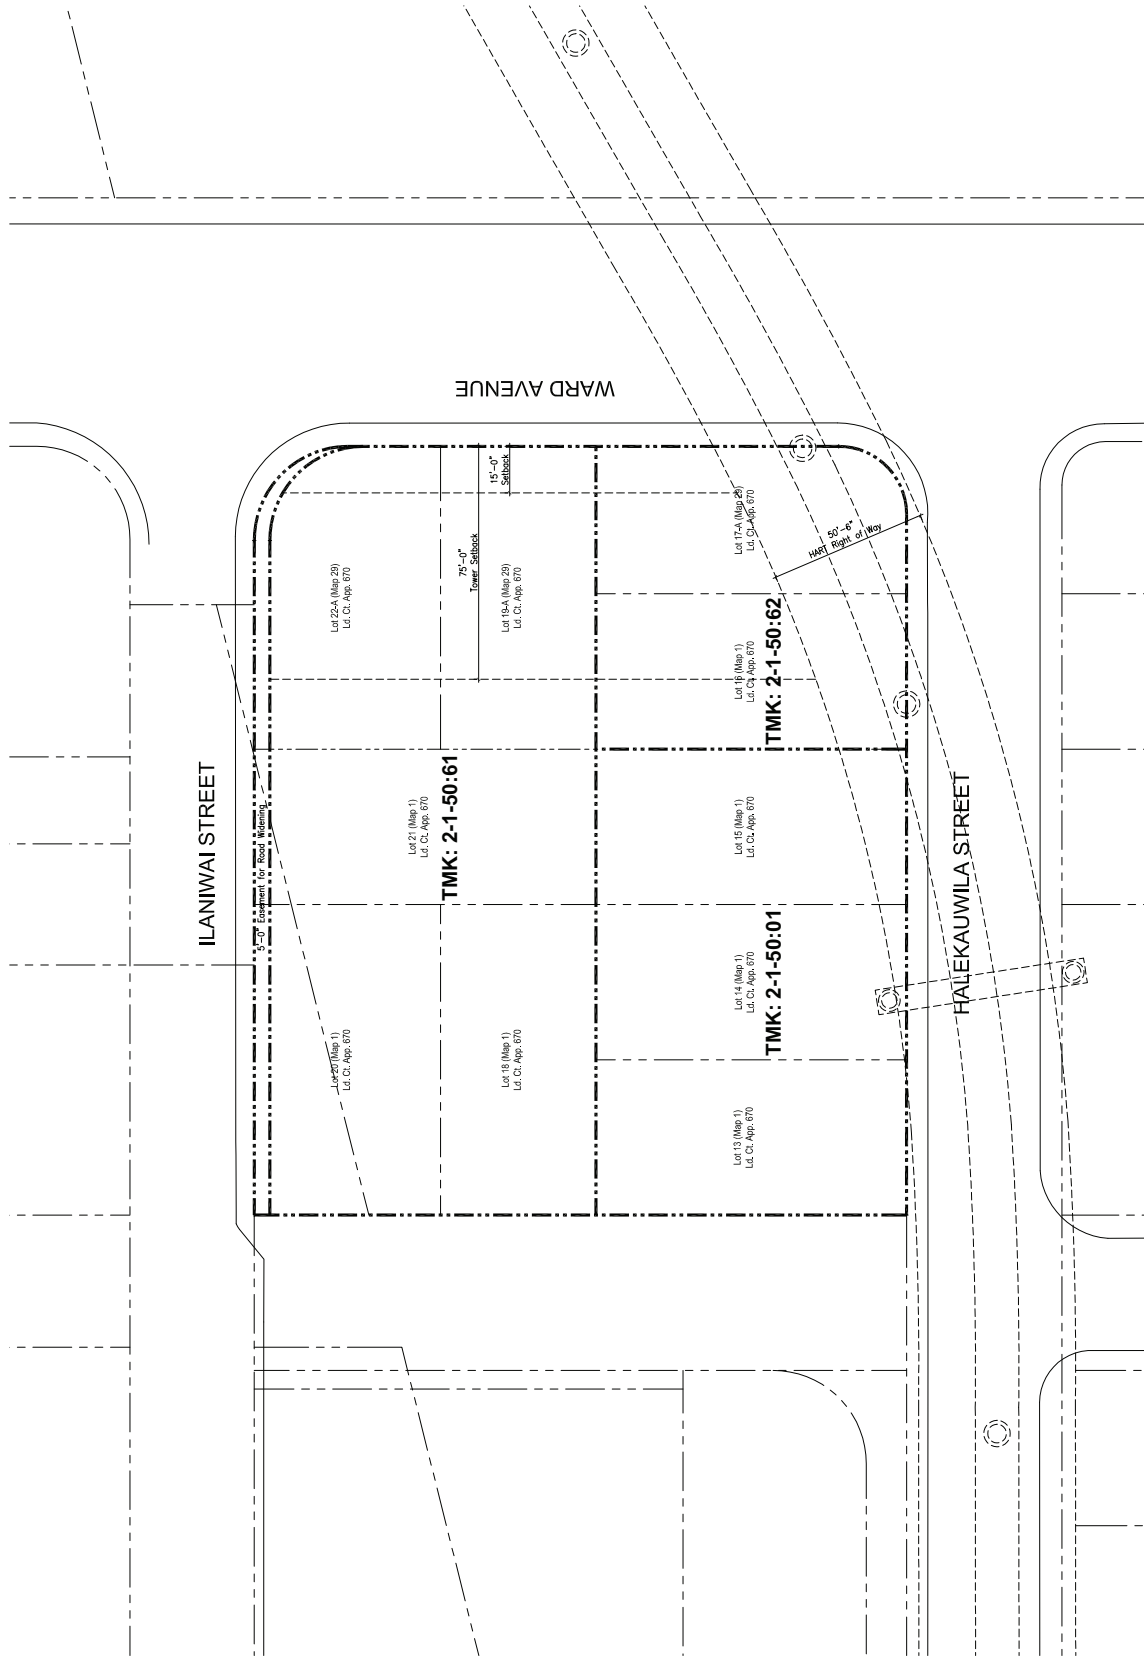 WARD AVENUE
15'-0"
Setback
75'-0"
Tower Setback
Lot 22-A (Map 29)
Ld. Ct. App. 670
Lot 19-A (Map 29)
Ld. Ct. App. 670
Lot 17-A (Map 29)
Ld. Ct. App. 670
50'-6"
HART Right of Way
Lot 16 (Map 1)
Ld. Ct. App. 670
TMK: 2-1-50:62
ILANIWAI STREET
5'-0" Easement for Road Widening
Lot 21 (Map 1)
Ld. Ct. App. 670
TMK: 2-1-50:61
Lot 15 (Map 1)
Ld. Ct. App. 670
HALEKAUWILA STREET
Lot 14 (Map 1)
Ld. Ct. App. 670
TMK: 2-1-50:01
Lot 20 (Map 1)
Ld. Ct. App. 670
Lot 18 (Map 1)
Ld. Ct. App. 670
Lot 13 (Map 1)
Ld. Ct. App. 670